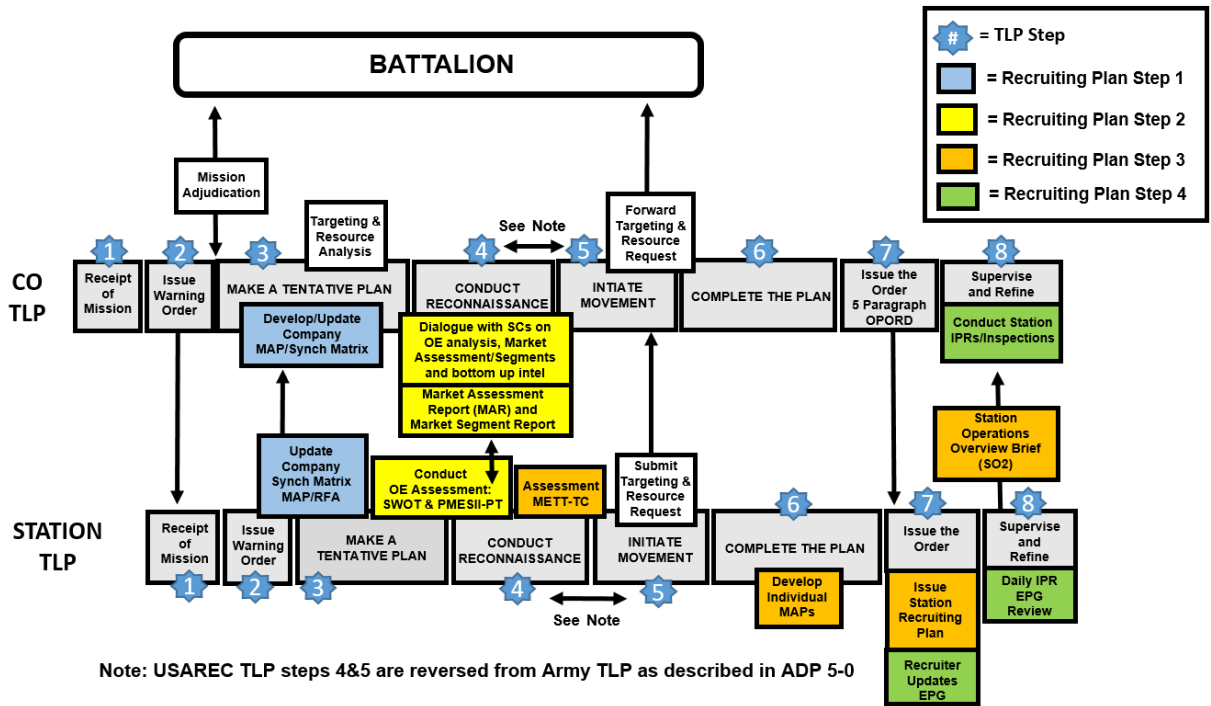 BATTALION
# = TLP Step
= Recruiting Plan Step 1
= Recruiting Plan Step 2
= Recruiting Plan Step 3
= Recruiting Plan Step 4
Mission
Adjudication
Targeting &
Resource
Analysis
See Note
Forward
Targeting &
Resource
Request
CO
TLP
1
Receipt
of
Mission
2
Issue
Warning
Order
3
MAKE A TENTATIVE PLAN
Develop/Update
Company
MAP/Synch Matrix
4
CONDUCT
RECONNAISSANCE
Dialogue with SCs on
OE analysis, Market
Assessment/Segments
and bottom up intel
Market Assessment
Report (MAR) and
Market Segment Report
5
INTIATE
MOVEMENT
6
COMPLETE THE PLAN
7
Issue the
Order
5 Paragraph
OPORD
8
Supervise
and Refine
Conduct Station
IPRs/Inspections
Station
Operations
Overview Brief
(SO2)
Update
Company
Synch Matrix
MAP/RFA
Conduct
OE Assessment:
SWOT & PMESII-PT
Assessment
METT-TC
Submit
Targeting &
Resource
Request
STATION
TLP
Receipt
of
Mission
1
Issue
Warning
Order
2
MAKE A
TENTATIVE PLAN
3
CONDUCT
RECONNAISSANCE
4
See Note
INITIATE
MOVEMENT
5
6
COMPLETE THE PLAN
Develop
Individual
MAPs
7
Issue the
Order
Issue
Station
Recruiting
Plan
Recruiter
Updates
EPG
8
Supervise
and
Refine
Daily IPR
EPG
Review
Note: USAREC TLP steps 4&5 are reversed from Army TLP as described in ADP 5-0